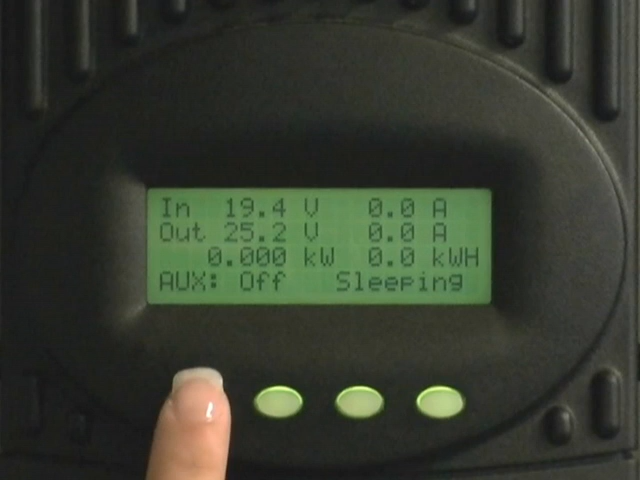 In 19.4 V 0.0 A
Out 25.2 V 0.0 A
0.000 kW 0.0 kWH
AUX: Off Sleeping